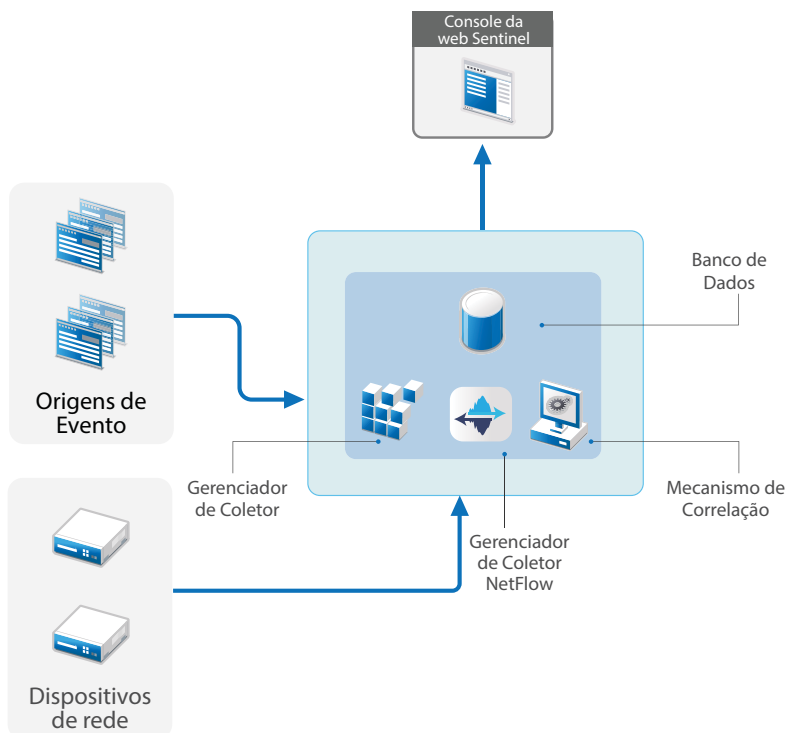 Console da
web Sentinel
Banco de
Dados
Origens de
Evento
Gerenciador
de Coletor
Mecanismo de
Correlação
Gerenciador
de Coletor
NetFlow
Dispositivos
de rede